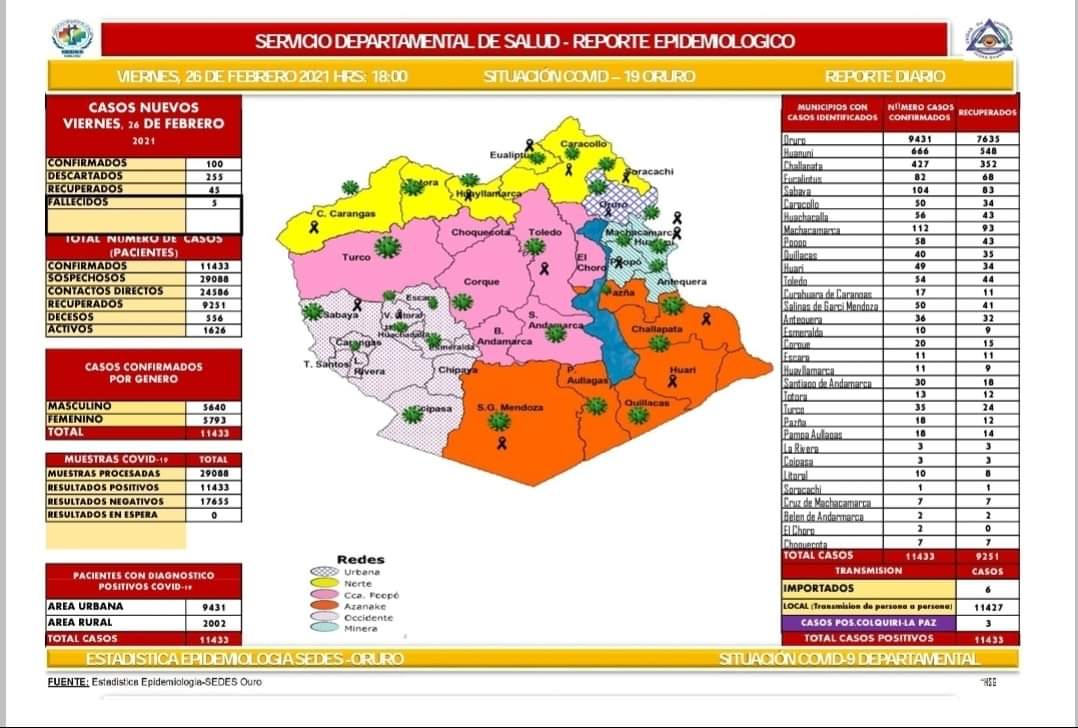 SERVICIO DEPARTAMENTAL DE SALUD - REPORTE EPIDEMIOLOGICO
VIERNES, 26 DE FEBRERO 2021 HRS: 18:00 SITUACIÓN COVID – 19 ORURO REPORTE DIARIO
CASOS NUEVOS
VIERNES, 26 DE FEBRERO
2021
CONFIRMADOS 100
DESCARTADOS 255
RECUPERADOS 45
FALLECIDOS 5
TOTAL NUMERO DE CASOS
(PACIENTES)
CONFIRMADOS 11433
SOSPECHOSOS 29088
CONTACTOS DIRECTOS 24586
RECUPERADOS 9251
DECESOS 556
ACTIVOS 1626
CASOS CONFIRMADOS
POR GENERO
MASCULINO 5640
FEMENINO 5793
TOTAL 11433
MUESTRAS COVID-19 TOTAL
MUESTRAS PROCESADAS 29088
RESULTADOS POSITIVOS 11433
RESULTADOS NEGATIVOS 17655
RESULTADOS EN ESPERA 0
PACIENTES CON DIAGNOSTICO
POSITIVOS COVID-19
AREA URBANA 9431
AREA RURAL 2002
TOTAL CASOS 11433
Caracollo
Eualiptu
Soracachi
Huayllamarca
C. Carangas
Oruro
Choquecota
Toledo
Machacamarca
Turco
El
Choro
Poopó
Corque
Antequera
Escara
Pazña
Sabaya
V. Litoral
S.
Andamarca
Challapata
Huachacalla
B.
Andamarca
Carangas
Esmeralda
T. Santos
L.
Rivera
Chipaya
P.
Aullagas
Huari
Coipasa
S.G. Mendoza
Quillacas
Redes
Urbana
Norte
Cca. Poopó
Azanake
Occidente
Minera
MUNICIPIOS CON
CASOS IDENTIFICADOS
NÚMERO CASOS
CONFIRMADOS
RECUPERADOS
Oruro 9431 7635
Huanuni 666 548
Challapata 427 352
Eucaliptus 82 68
Sabaya 104 83
Caracollo 50 34
Huachacalla 56 43
Machacamarca 112 93
Poopo 58 43
Quillacas 40 35
Huari 49 34
Toledo 54 44
Curahuara de Carangas 17 11
Salinas de Garci Mendoza 50 41
Antequera 36 32
Esmeralda 10 9
Corque 20 15
Escara 11 11
Huayllamarca 11 9
Santiago de Andamarca 30 18
Totora 13 12
Turco 35 24
Pazña 18 12
Pampa Aullagas 18 14
La Rivera 3 3
Coipasa 3 3
Litoral 10 8
Soracachi 1 1
Cruz de Machacamarca 7 7
Belen de Andarmarca 2 2
El Choro 2 0
Choquecota 7 7
TOTAL CASOS 11433 9251
TRANSMISION CASOS
IMPORTADOS 6
LOCAL (Transmision de persona a persona) 11427
CASOS POS.COLQUIRI-LA PAZ 3
TOTAL CASOS POSITIVOS 11433
ESTADISTICA EPIDEMIOLOGIA SEDES -ORURO SITUACIÓN COVID-9 DEPARTAMENTAL
FUENTE: Estadistica Epidemiologia-SEDES Ouro